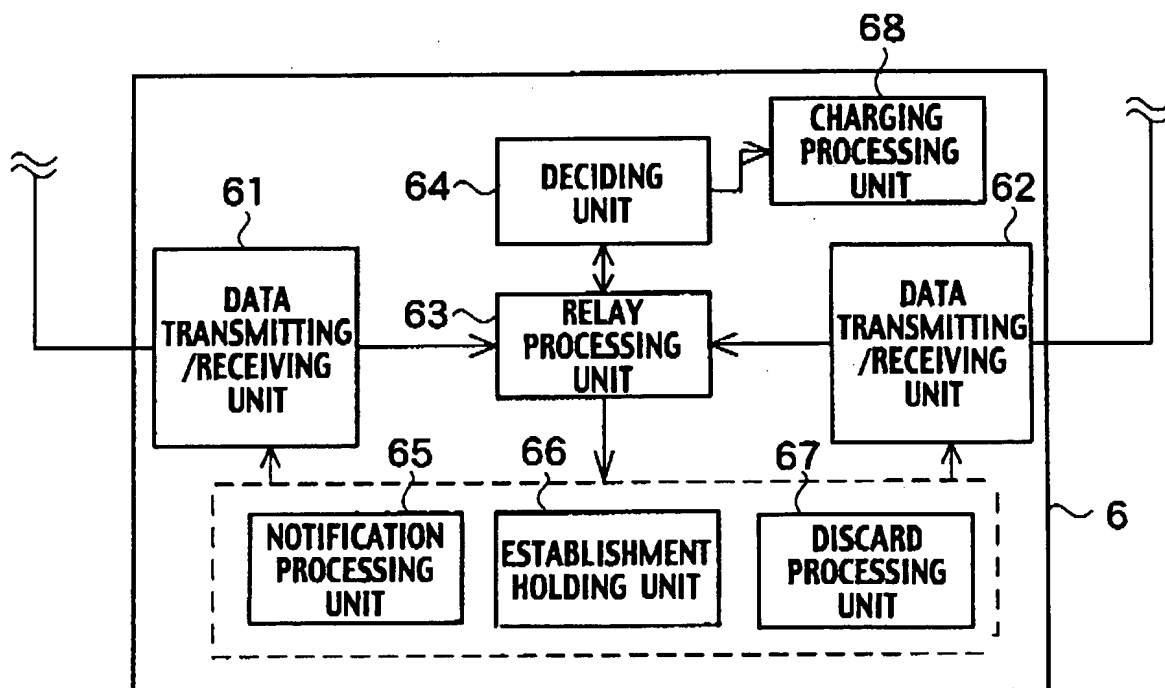 68
CHARGING
PROCESSING
UNIT
64
DECIDING
UNIT
61
DATA
TRANSMITTING
/RECEIVING
UNIT
63
RELAY
PROCESSING
UNIT
62
DATA
TRANSMITTING
/RECEIVING
UNIT
65
NOTIFICATION
PROCESSING
UNIT
66
ESTABLISHMENT
HOLDING UNIT
67
DISCARD
PROCESSING
UNIT
6